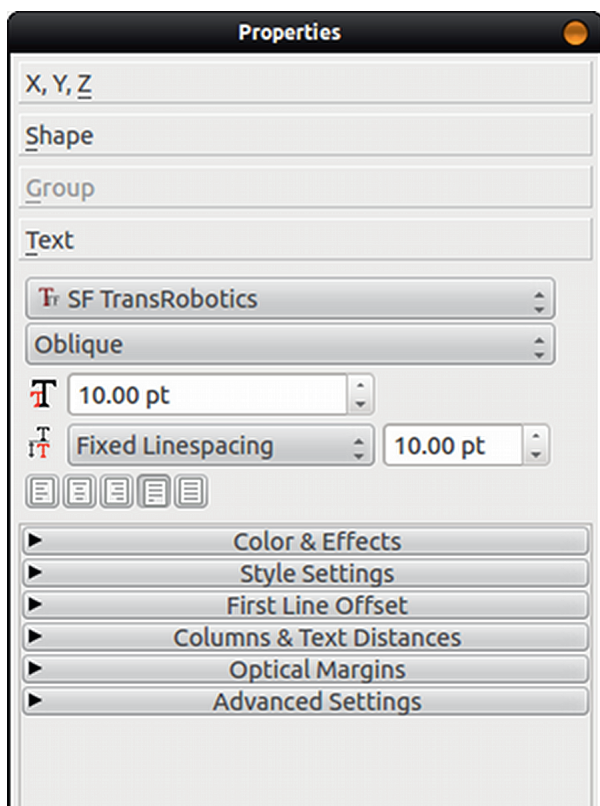 Properties
X, Y, Z
Shape
Group
Text
SF TransRobotics
Oblique
10.00 pt
Fixed Linespacing 10.00 pt
Color & Effects
Style Settings
First Line Offset
Columns & Text Distances
Optical Margins
Advanced Settings